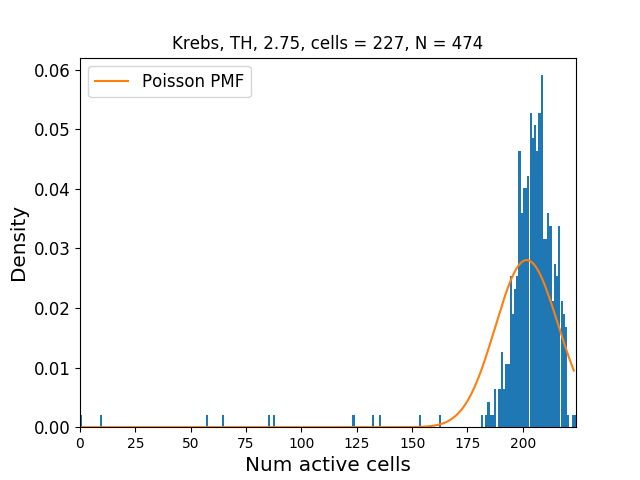 Krebs, TH, 2.75, cells = 227, N = 474
Poisson PMF
0.06
0.05
0.04
0.03
0.02
0.01
0.00
Density
0 25 50 75 100 125 150 175 200
Num active cells